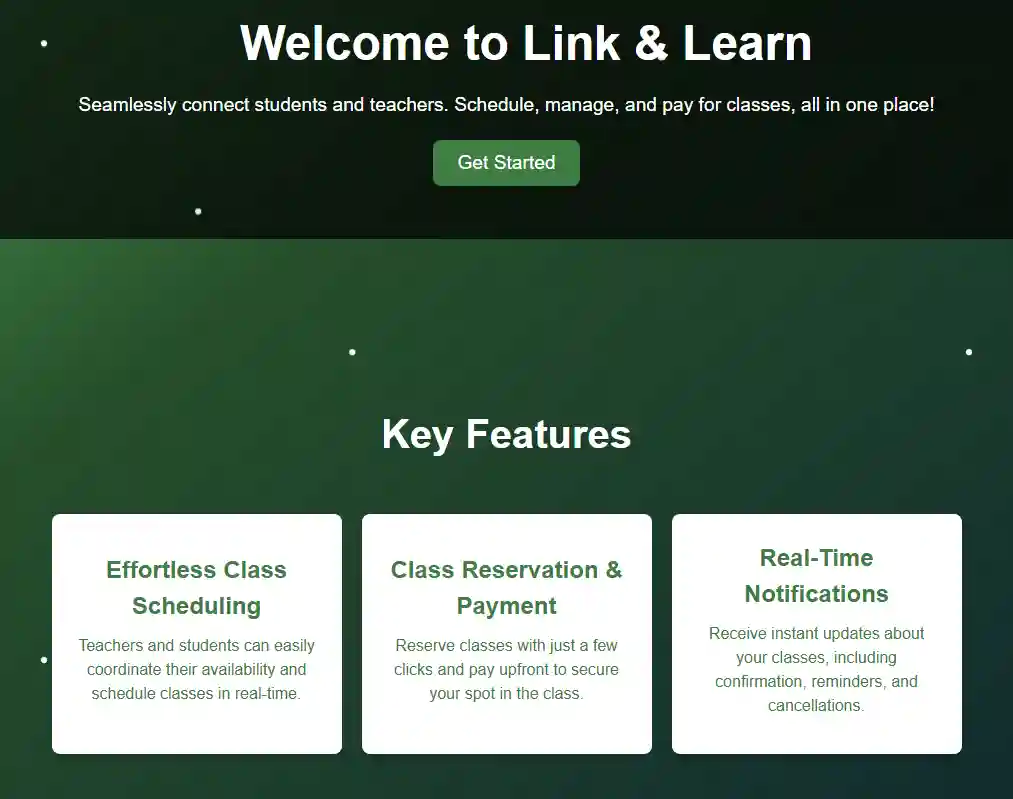 Welcome to Link & Learn
Seamlessly connect students and teachers. Schedule, manage, and pay for classes, all in one place!
Get Started
Key Features
Effortless Class
Scheduling
Teachers and students can easily
coordinate their availability and
schedule classes in real-time.
Class Reservation &
Payment
Reserve classes with just a few
clicks and pay upfront to secure
your spot in the class.
Real-Time
Notifications
Receive instant updates about
your classes, including
confirmation, reminders, and
cancellations.